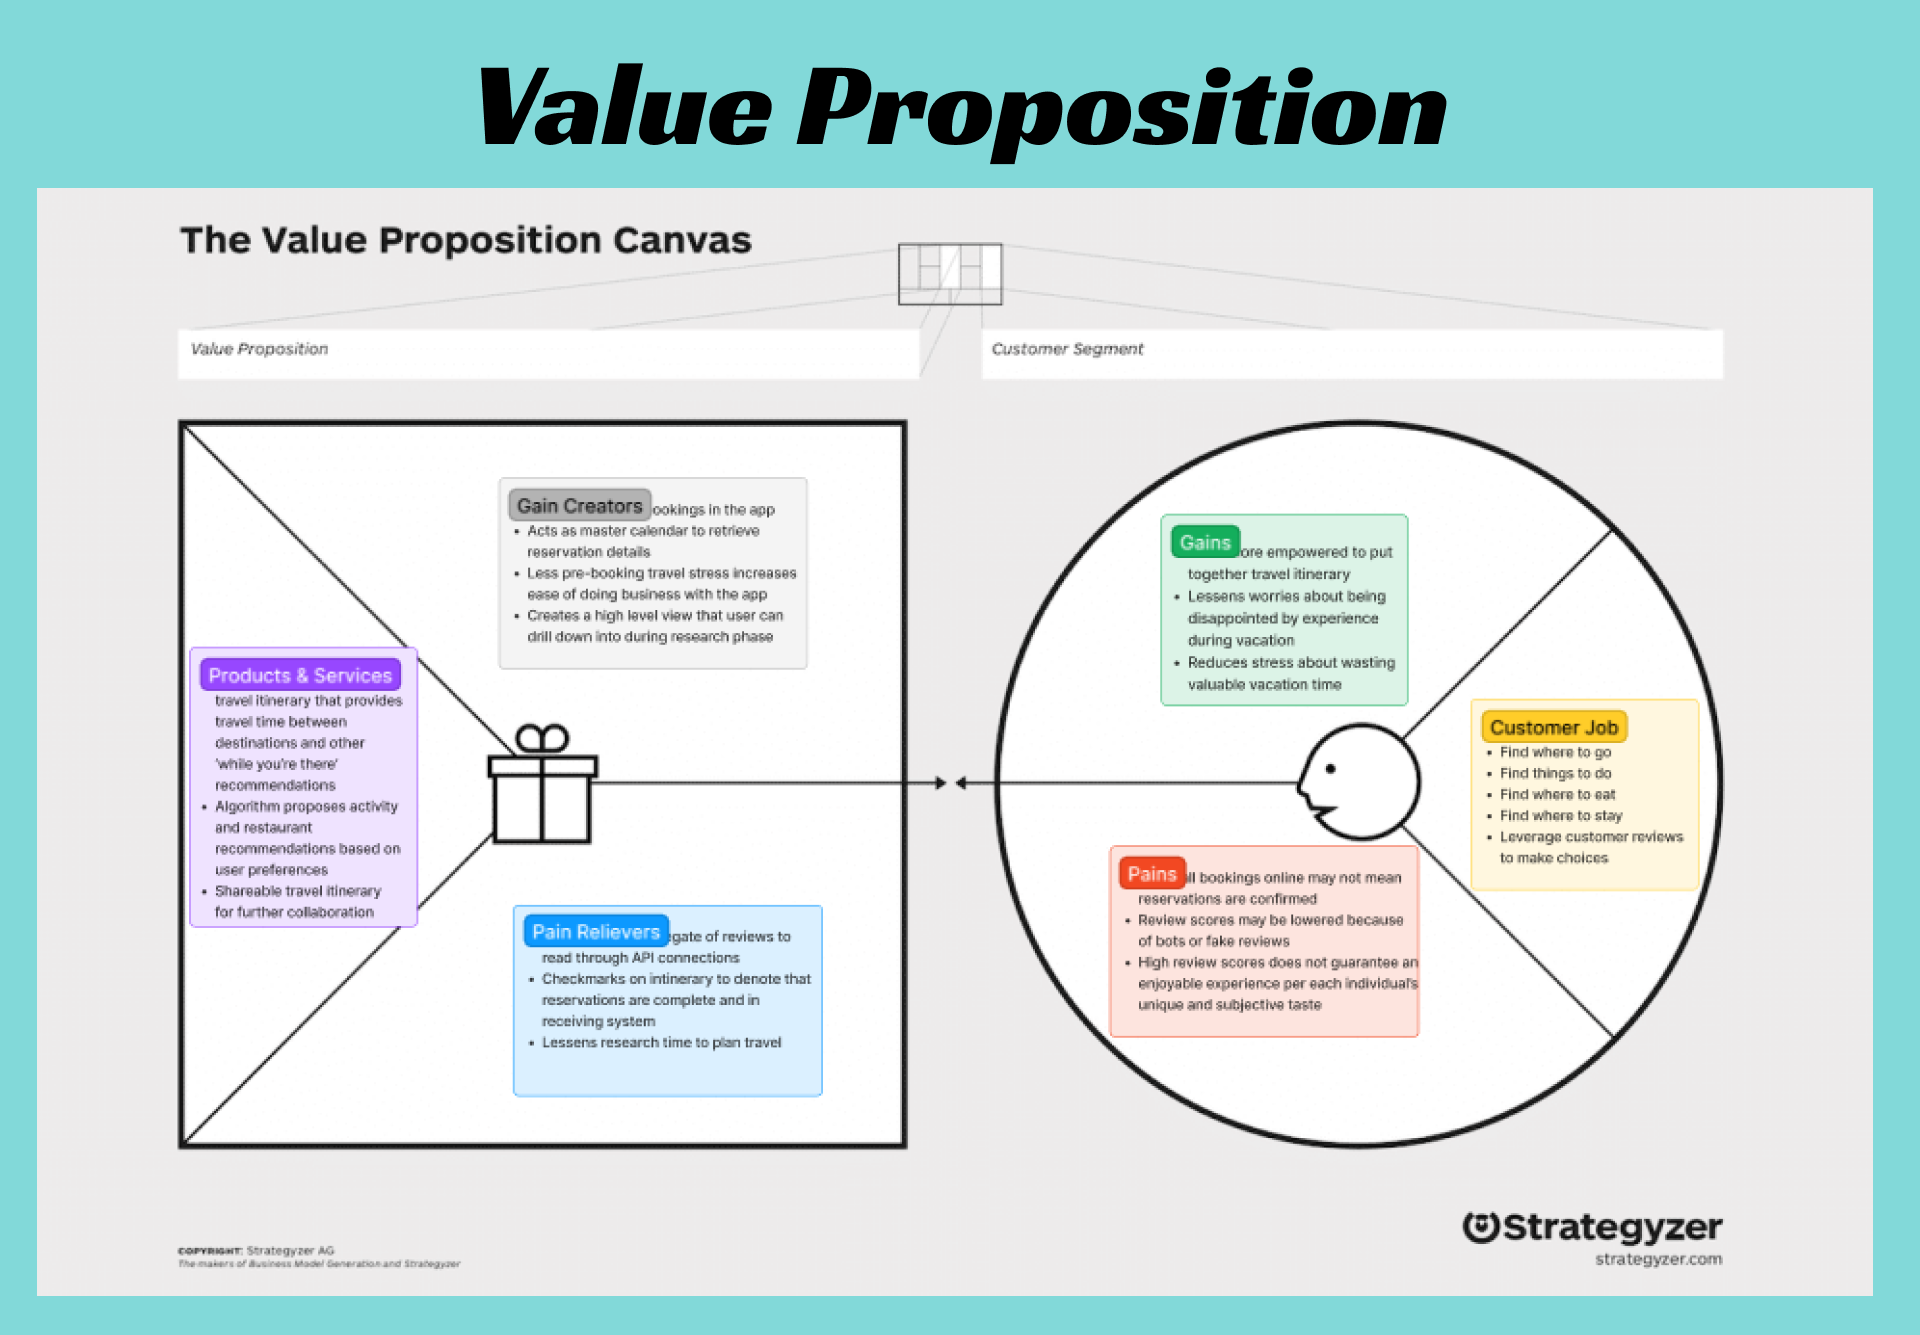 Value Proposition
The Value Proposition Canvas
Value Proposition
Customer Segment
Gain Creators
ookings in the app
• Acts as master calendar to retrieve
reservation details
• Less pre-booking travel stress increases
ease of doing business with the app
• Creates a high level view that user can
drill down into during research phase
Products & Services
travel itinerary that provides
travel time between
destinations and other
'while you're there'
recommendations
• Algorithm proposes activity
and restaurant
recommendations based on
user preferences
• Shareable travel itinerary
for further collaboration
Pain Relievers
egate of reviews to
read through API connections
• Checkmarks on intinerary to denote that
reservations are complete and in
receiving system
• Lessens research time to plan travel
Gains
ore empowered to put
together travel itinerary
• Lessens worries about being
disappointed by experience
during vacation
• Reduces stress about wasting
valuable vacation time
Customer Job
• Find where to go
• Find things to do
• Find where to eat
• Find where to stay
• Leverage customer reviews
to make choices
Pains
ll bookings online may not mean
reservations are confirmed
• Review scores may be lowered because
of bots or fake reviews
• High review scores does not guarantee an
enjoyable experience per each individual's
unique and subjective taste
COPYRIGHT: Strategyzer AG
The makers of Business Model Generation and Strategyzer
Strategyzer
strategyzer.com